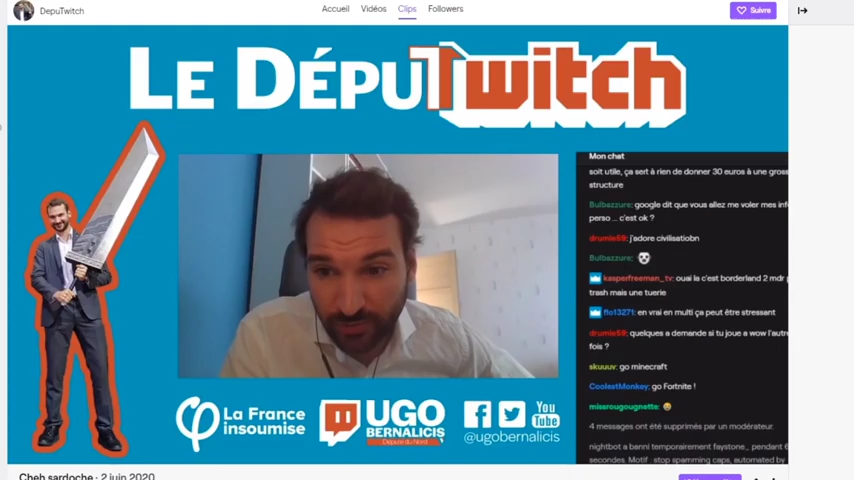 DepuTwitch
Accueil Vidéos Clips Followers
Suivre
LE DÉPUTwitch
Mon chat
soit utile, ça sert à rien de donner 30 euros à une gross
structure
Bulbazzure: google dit que vous allez me voler mes inf
perso ... c'est ok ?
drumie59: j'adore civilisatiobn
Bulbazzure:
kasperfreeman_tv: ouai la c'est borderland 2 mdr p
trash mais une tuerie
flo13271: en vrai en multi ça peut être stressant
drumie59: quelques a demande si tu joue a wow l'autre
fois ?
skuuuv: go minecraft
CoolestMonkey: go Fortnite !
missrougougnette:
4 messages ont été supprimés par un modérateur.
nightbot a banni temporairement faystone_ pendant 6
secondes. Motif : stop spamming caps, automated by
La France
insoumise
UGO
BERNALICIS
Député du Nord
You
Tube
@ugobernalicis
Cheh sardoche · 2 juin 2020